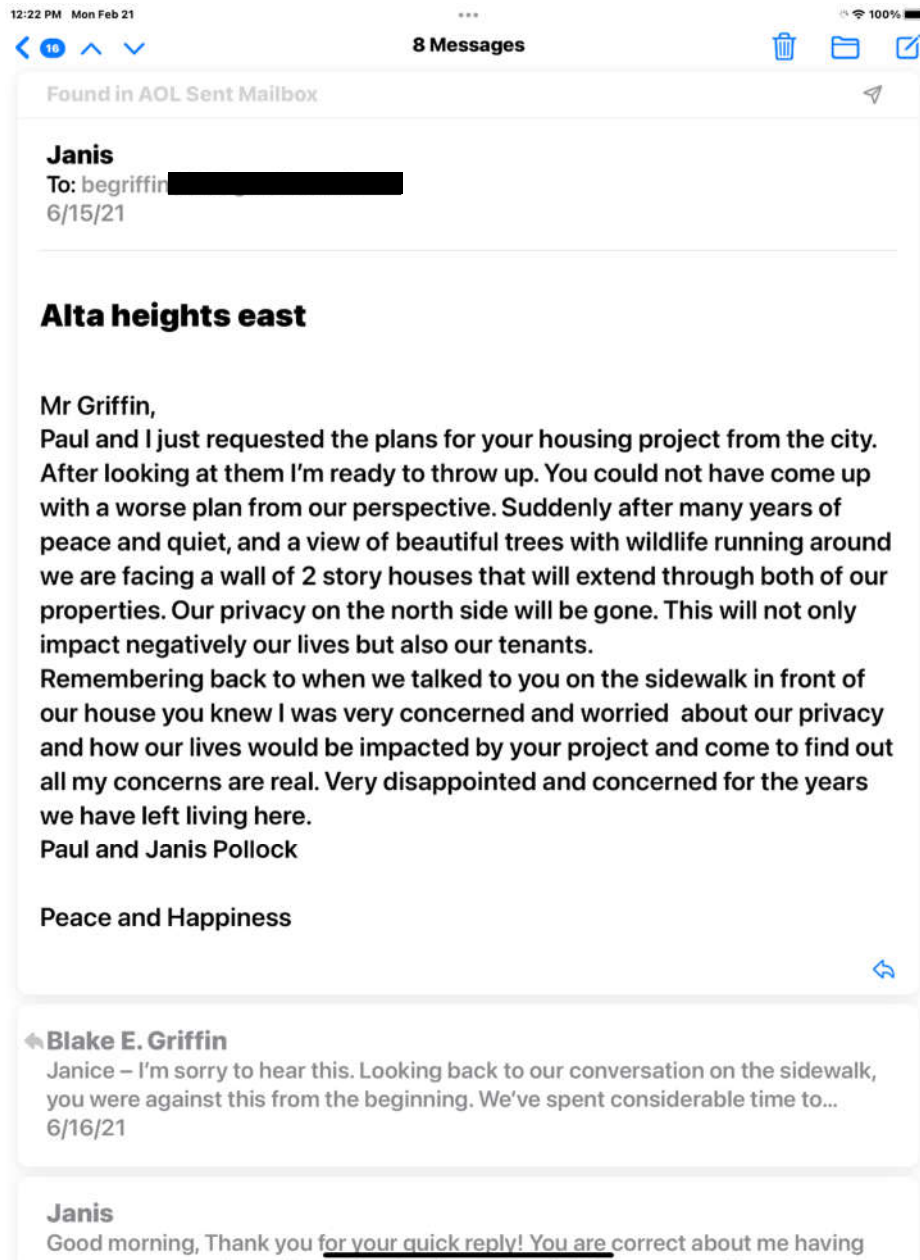 12:22 PM Mon Feb 21
100%
16
8 Messages
Found in AOL Sent Mailbox
Janis
To: begriffin
6/15/21
Alta heights east
Mr Griffin,
Paul and I just requested the plans for your housing project from the city.
After looking at them I'm ready to throw up. You could not have come up
with a worse plan from our perspective. Suddenly after many years of
peace and quiet, and a view of beautiful trees with wildlife running around
we are facing a wall of 2 story houses that will extend through both of our
properties. Our privacy on the north side will be gone. This will not only
impact negatively our lives but also our tenants.
Remembering back to when we talked to you on the sidewalk in front of
our house you knew I was very concerned and worried about our privacy
and how our lives would be impacted by your project and come to find out
all my concerns are real. Very disappointed and concerned for the years
we have left living here.
Paul and Janis Pollock
Peace and Happiness
Blake E. Griffin
Janice – I'm sorry to hear this. Looking back to our conversation on the sidewalk,
you were against this from the beginning. We've spent considerable time to...
6/16/21
Janis
Good morning, Thank you for your quick reply! You are correct about me having